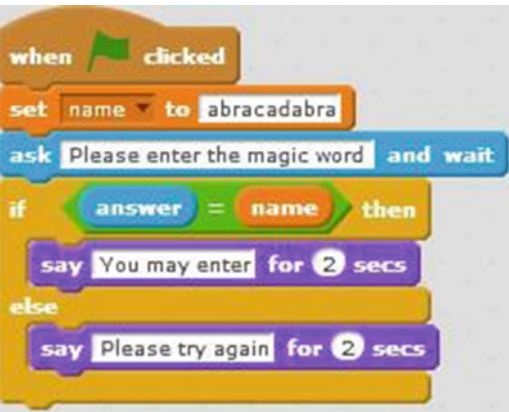 when clicked
set name to abracadabra
ask Please enter the magic word and wait
if answer = name then
say You may enter for 2 secs
else
say Please try again for 2 secs